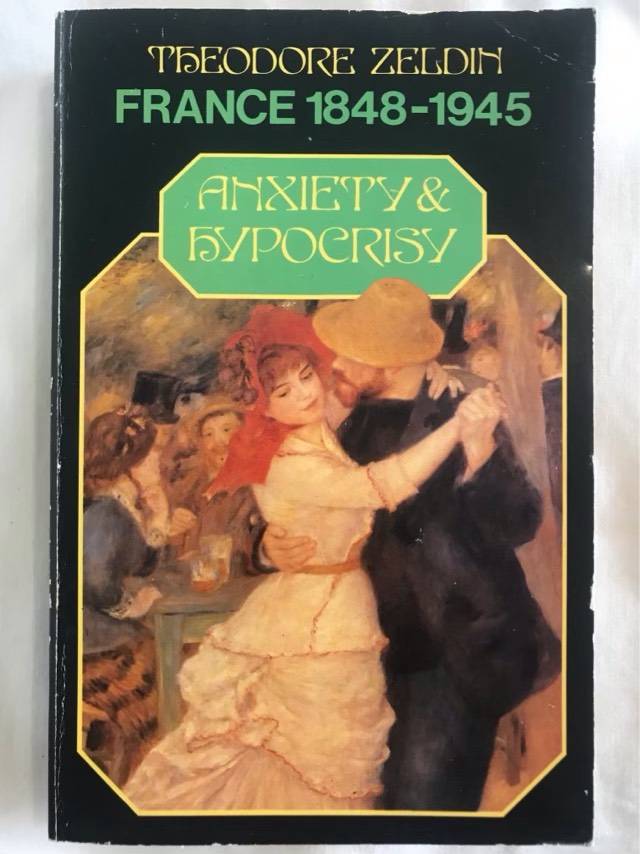 THEODORE ZELDIN
FRANCE 1848-1945
ANXIETY &
HYPOCRISY